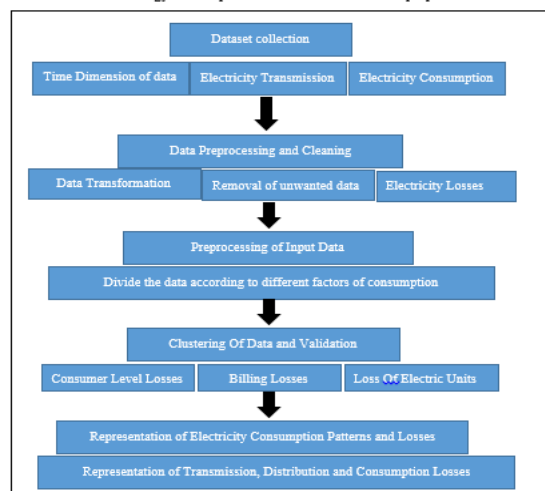 Dataset collection
Time Dimension of data
Electricity Transmission
Electricity Consumption
Data Preprocessing and Cleaning
Data Transformation
Removal of unwanted data
Electricity Losses
Preprocessing of Input Data
Divide the data according to different factors of consumption
Clustering Of Data and Validation
Consumer Level Losses
Billing Losses
Loss Of Electric Units
Representation of Electricity Consumption Patterns and Losses
Representation of Transmission, Distribution and Consumption Losses